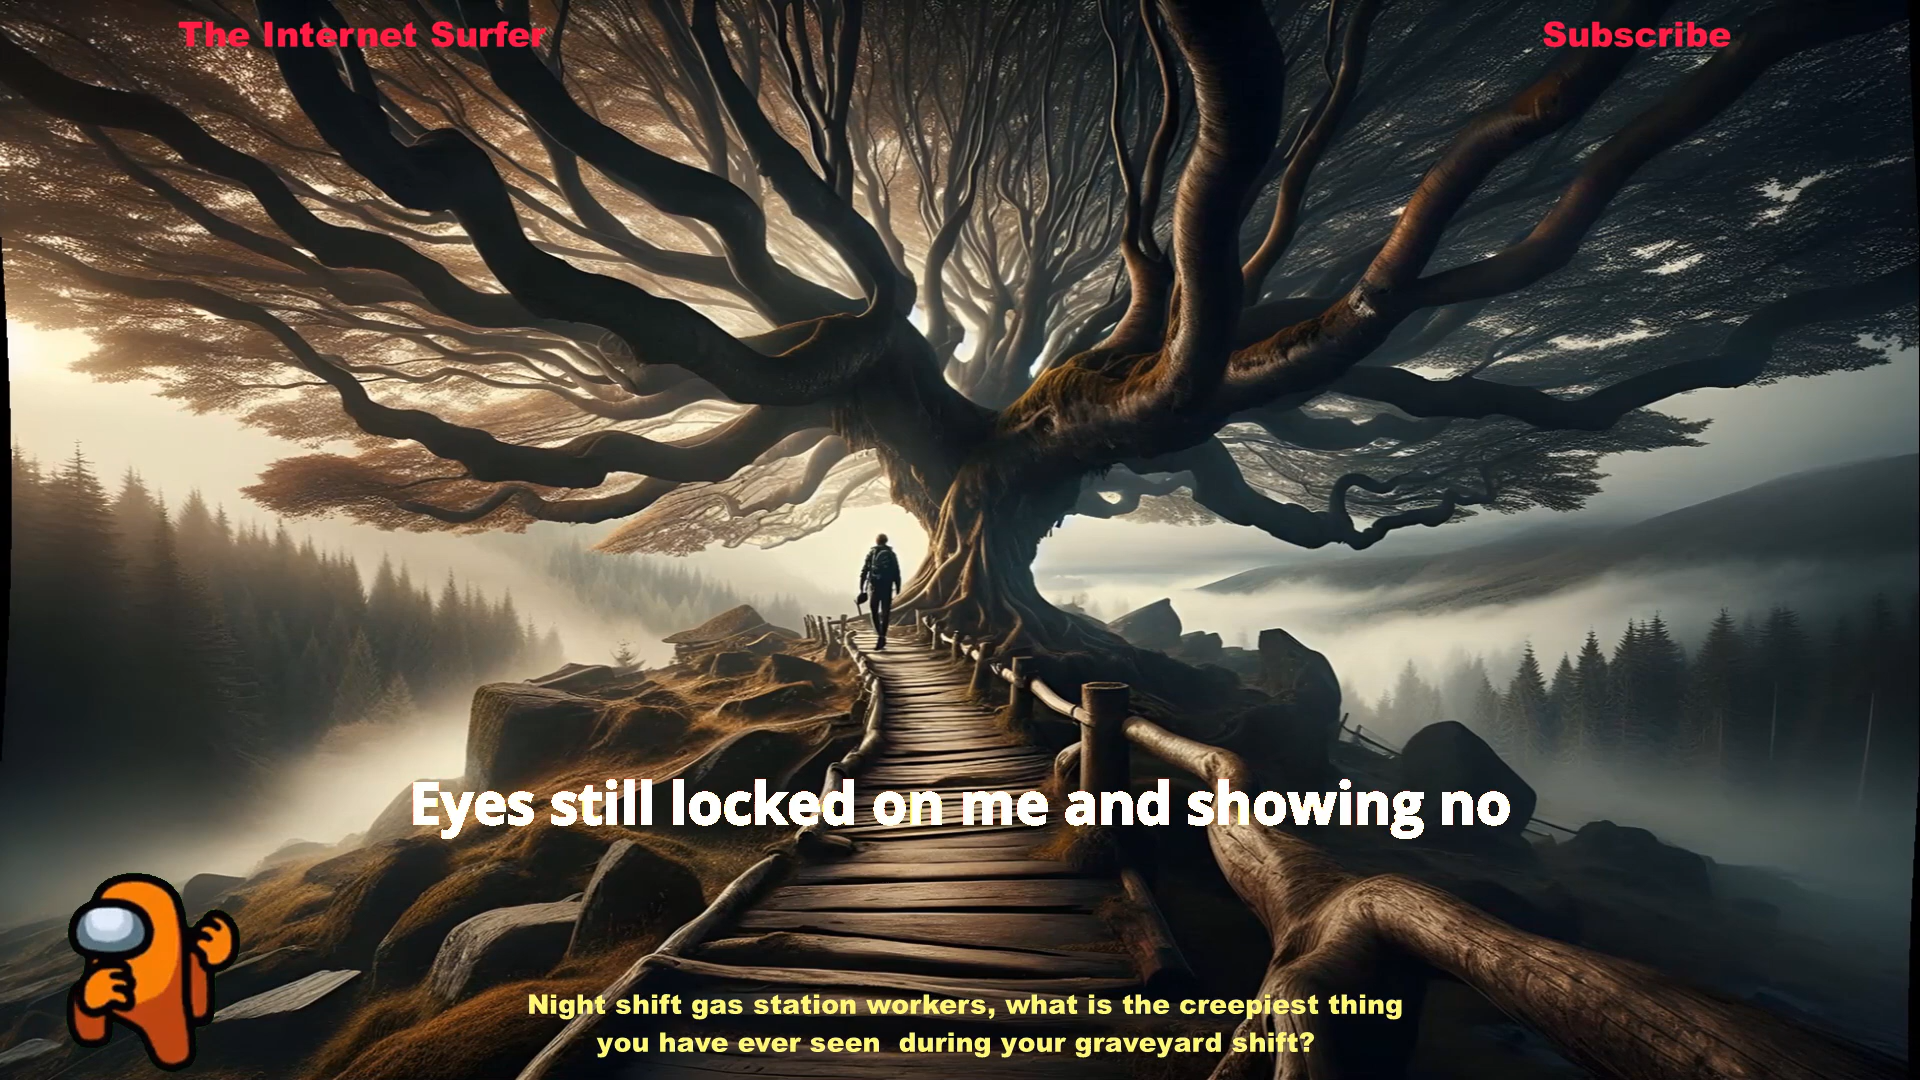 The Internet Surfer
Subscribe
Eyes still locked on me and showing no
Night shift gas station workers, what is the creepiest thing
you have ever seen  during your graveyard shift?